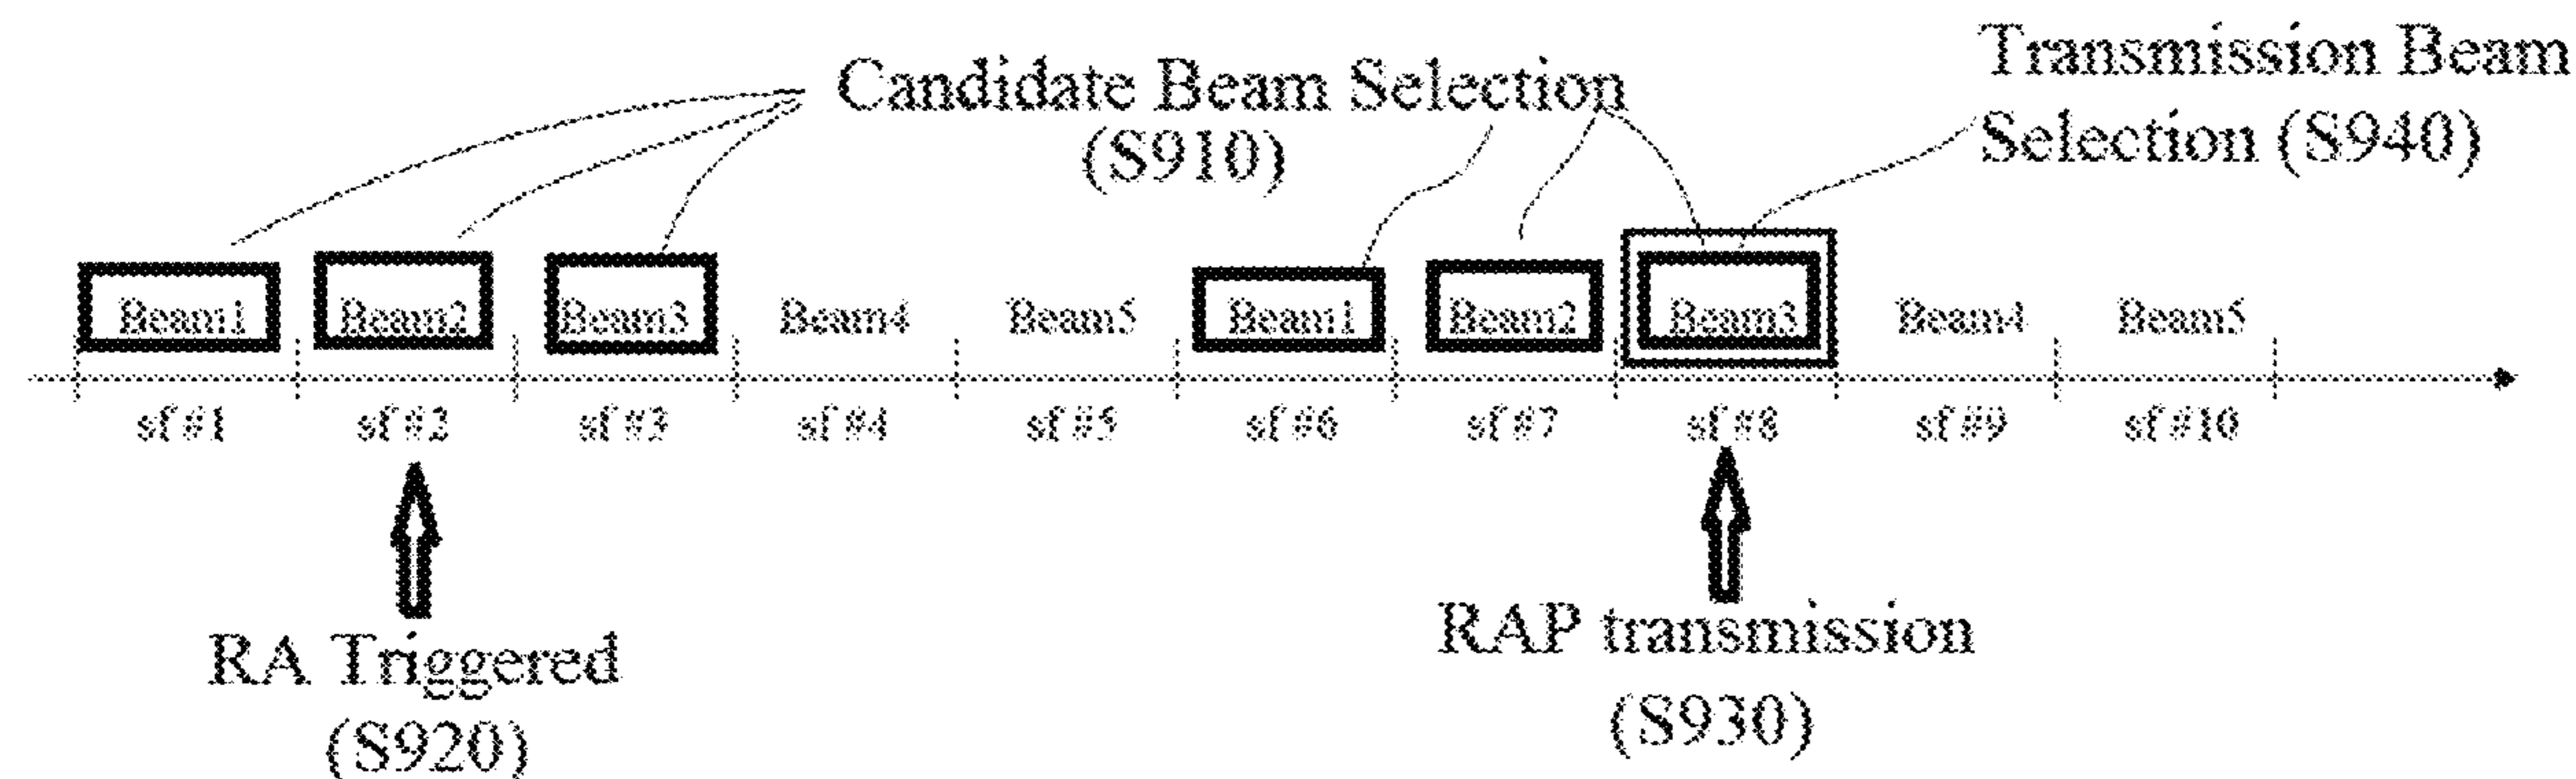 Candidate Beam Selection
(S910)
Transmission Beam
Selection (S940)
Beam1 Beam2 Beam3 Beam4 Beam5 Beam1 Beam2 Beam3 Beam4 Beam5
sf #1 sf #2 sf #3 sf #4 sf #5 sf #6 sf #7 sf #8 sf #9 sf #10
RA Triggered
(S920)
RAP transmission
(S930)